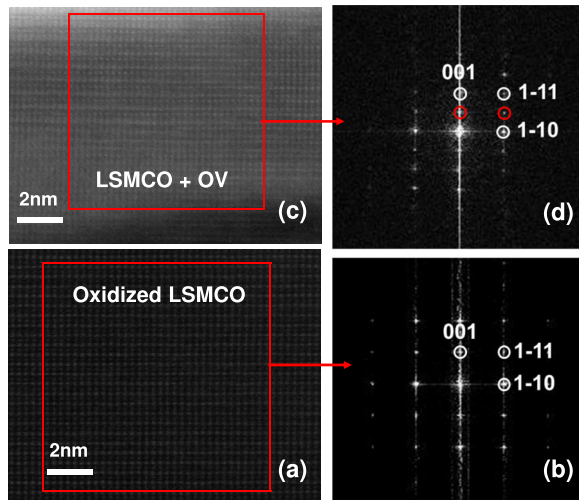 LSMCO + OV
2nm
(c)
001
1-11
1-10
(d)
Oxidized LSMCO
2nm
(a)
001
1-11
1-10
(b)